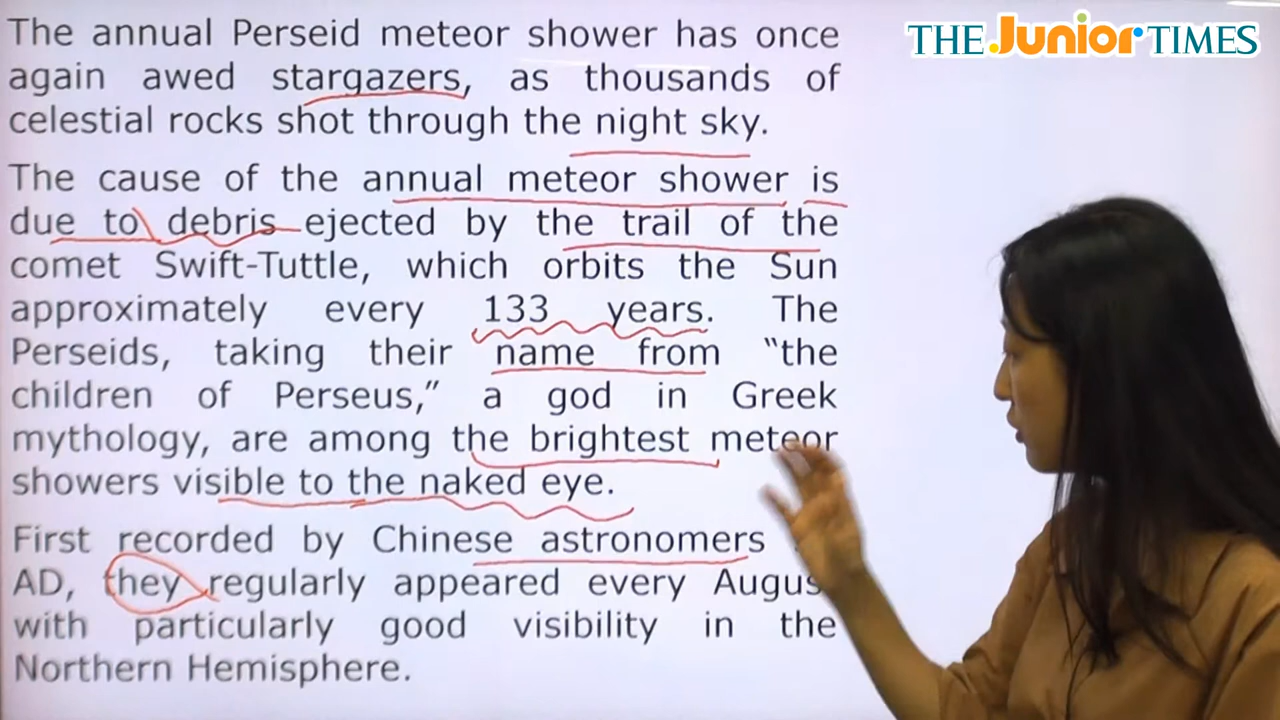 THE Junior TIMES
The annual Perseid meteor shower has once
again awed stargazers, as thousands of
celestial rocks shot through the night sky.
The cause of the annual meteor shower is
due to debris ejected by the trail of the
comet Swift-Tuttle, which orbits the Sun
approximately every 133 years. The
Perseids, taking their name from “the
children of Perseus,” a god in Greek
mythology, are among the brightest meteor
showers visible to the naked eye.
First recorded by Chinese astronomers
AD, they regularly appeared every Augus
with particularly good visibility in the
Northern Hemisphere.